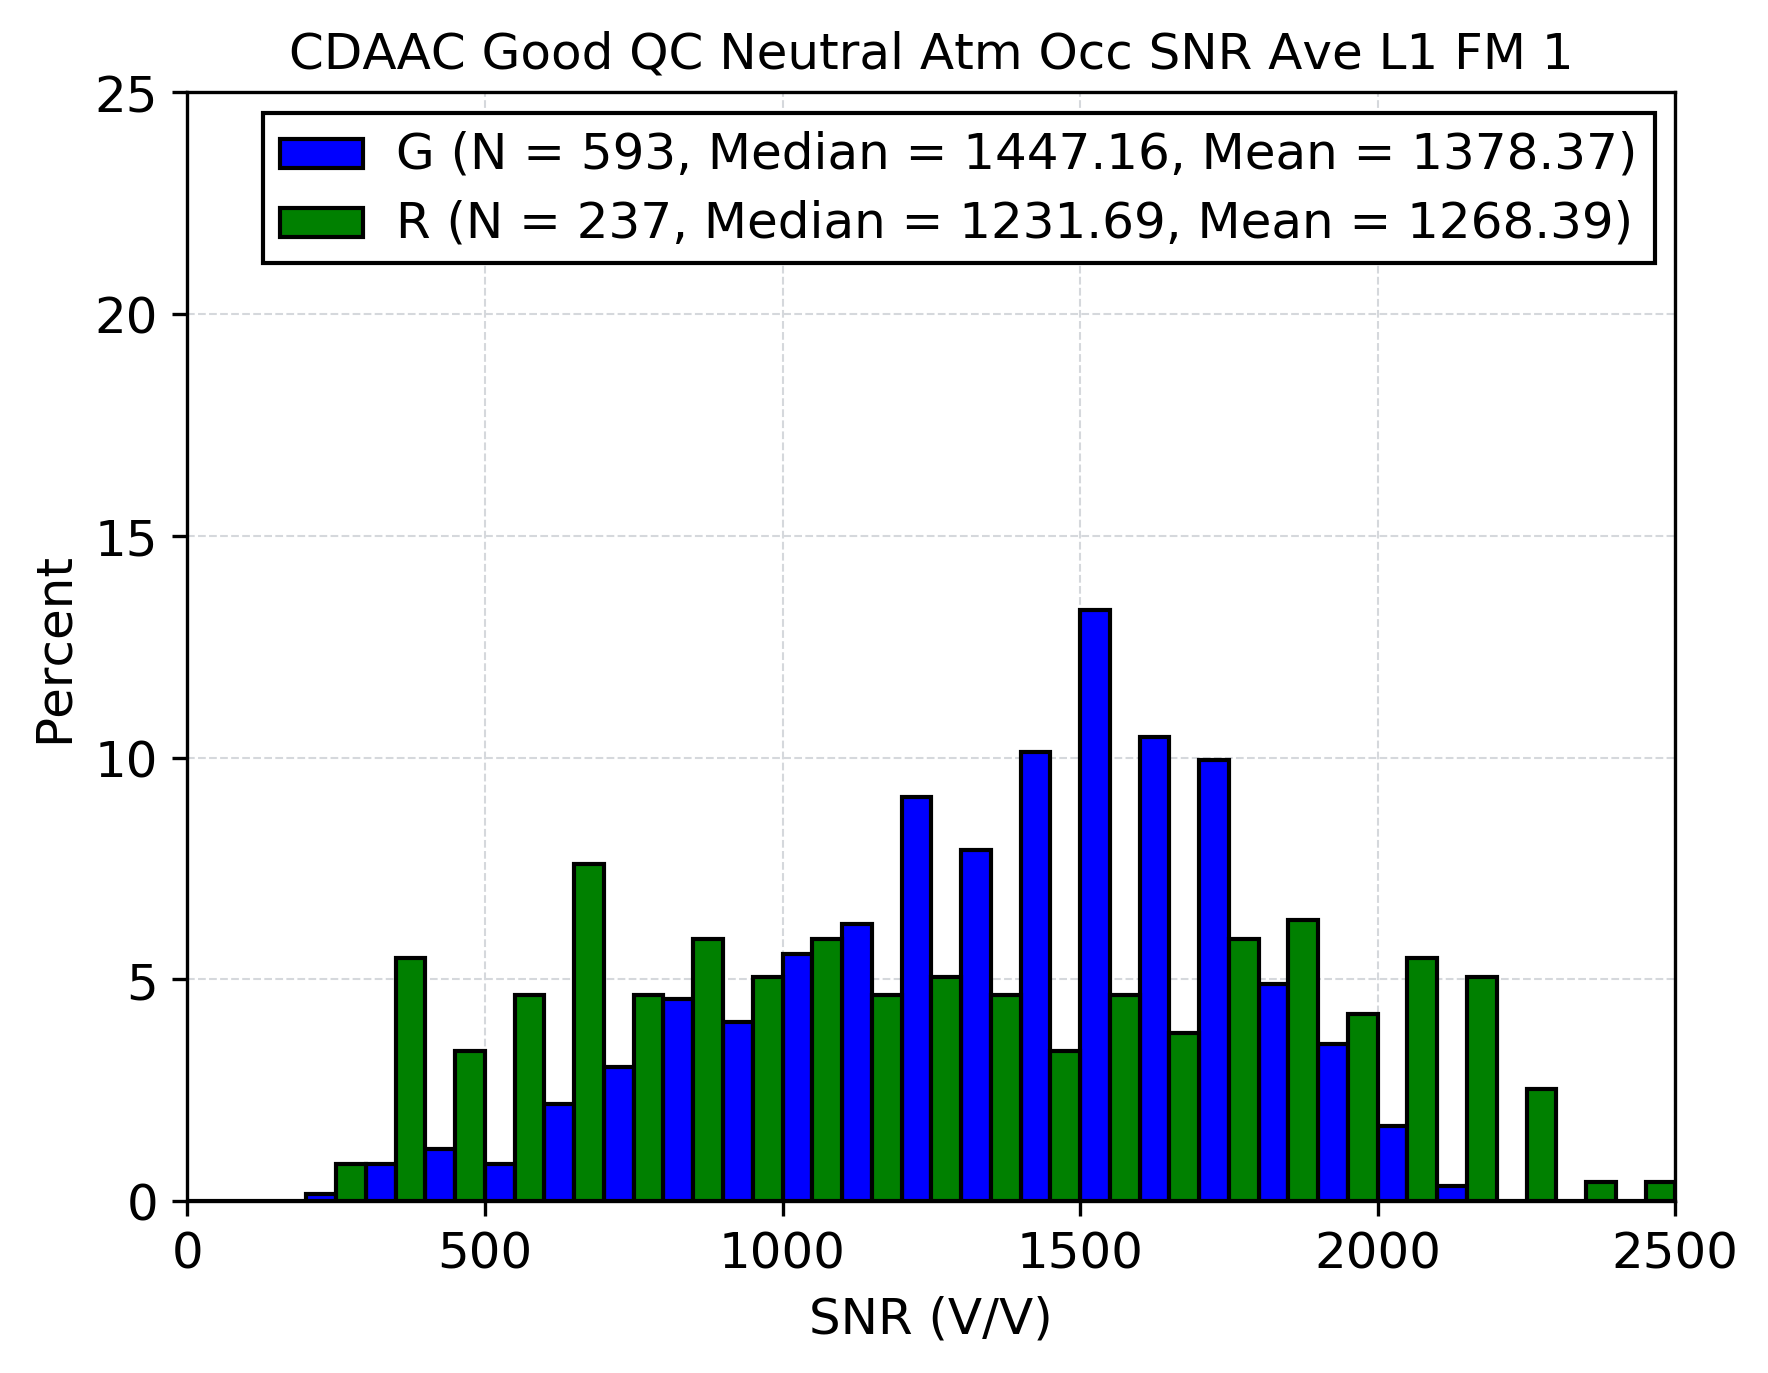 CDAAC Good QC Neutral Atm Occ SNR Ave L1 FM 1
G (N = 593, Median = 1447.16, Mean = 1378.37)
R (N = 237, Median = 1231.69, Mean = 1268.39)
25
20
15
10
5
0
Percent
0 500 1000 1500 2000 2500
SNR (V/V)